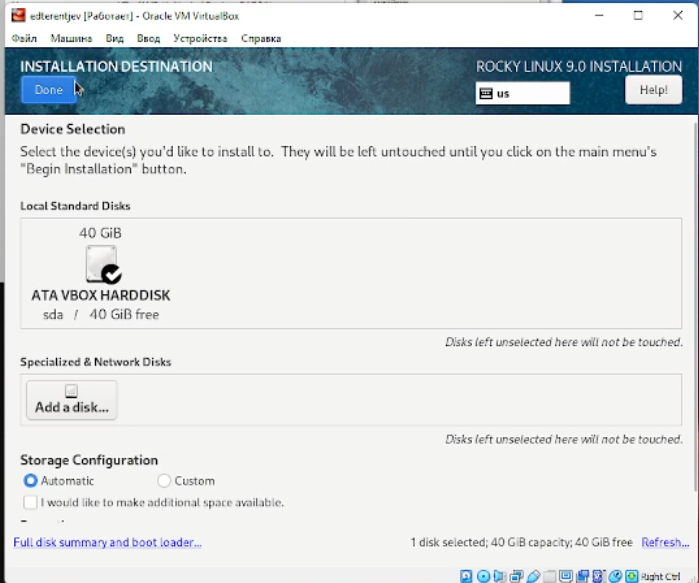 edterentjev [Работает] - Oracle VM VirtualBox
Файл Машина Вид Ввод Устройства Справка
INSTALLATION DESTINATION
ROCKY LINUX 9.0 INSTALLATION
Done
us
Help!
Device Selection
Select the device(s) you'd like to install to. They will be left untouched until you click on the main menu's
"Begin Installation" button.
Local Standard Disks
40 GiB
ATA VBOX HARDDISK
sda / 40 GiB free
Disks left unselected here will not be touched.
Specialized & Network Disks
Add a disk...
Disks left unselected here will not be touched.
Storage Configuration
Automatic
Custom
I would like to make additional space available.
Full disk summary and boot loader...
1 disk selected; 40 GiB capacity; 40 GiB free Refresh...
Right Ctrl